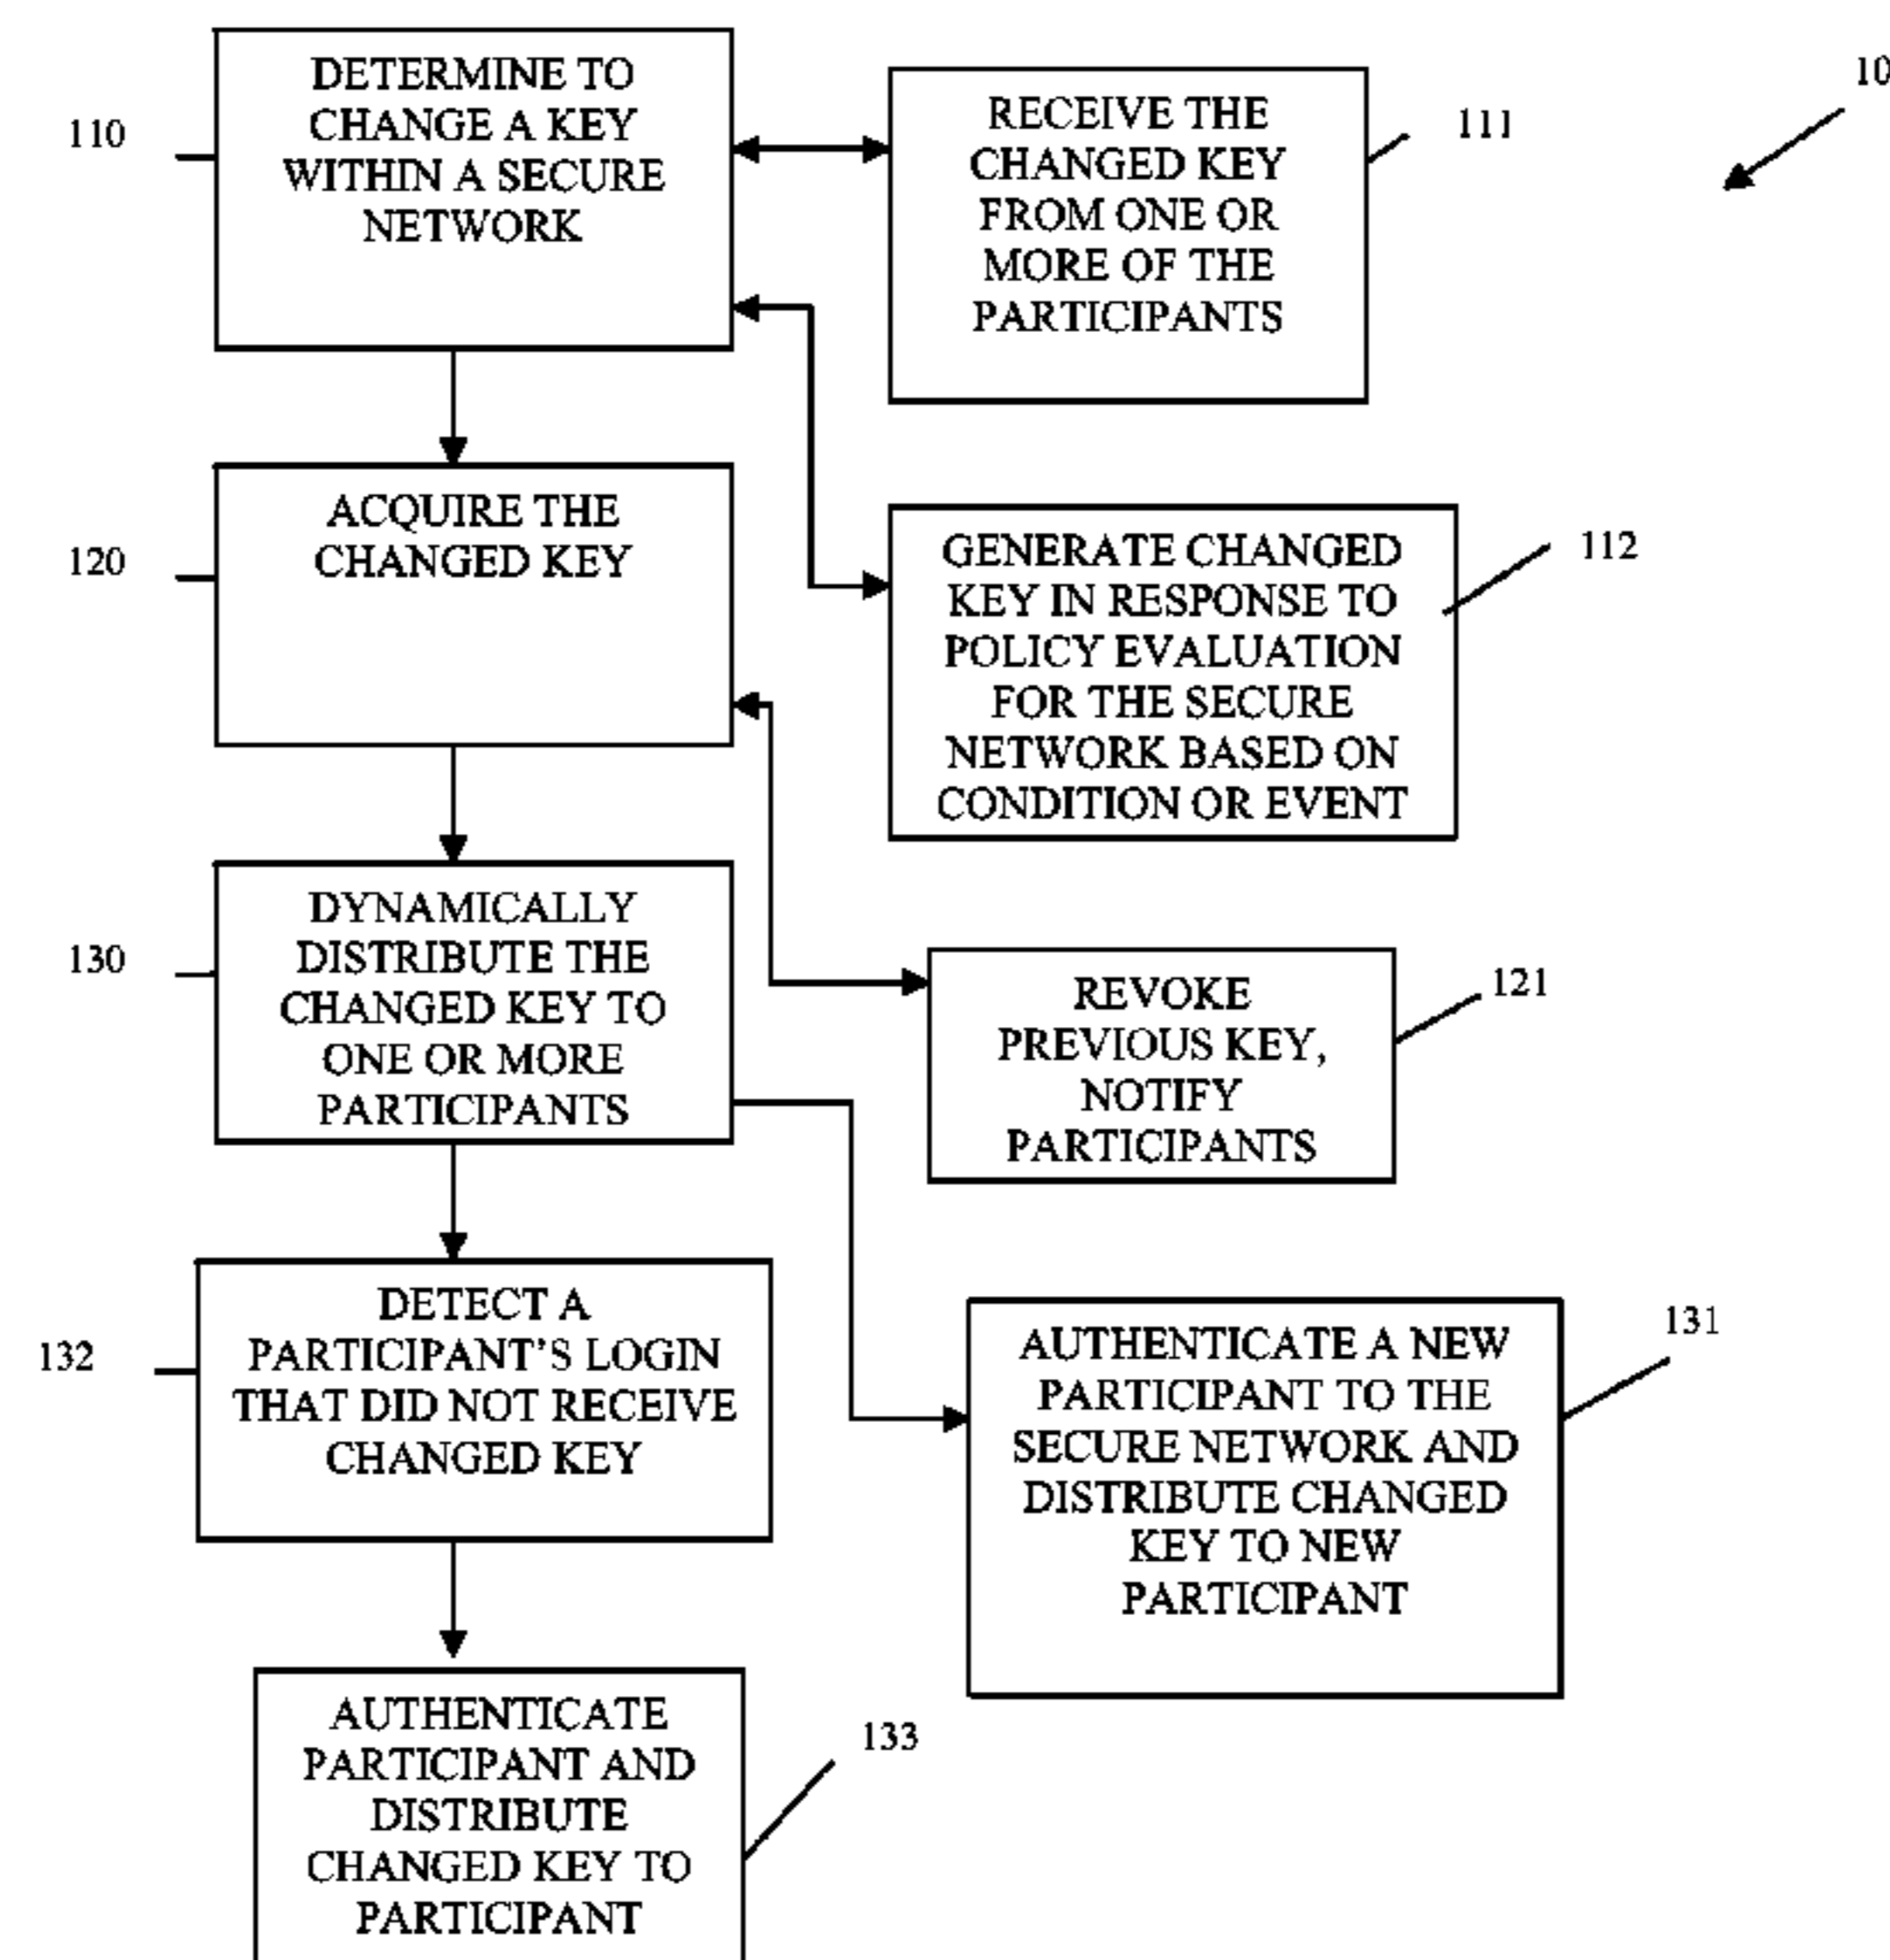 110
DETERMINE TO
CHANGE A KEY
WITHIN A SECURE
NETWORK
RECEIVE THE
CHANGED KEY
FROM ONE OR
MORE OF THE
PARTICIPANTS
111
10
120
ACQUIRE THE
CHANGED KEY
GENERATE CHANGED
KEY IN RESPONSE TO
POLICY EVALUATION
FOR THE SECURE
NETWORK BASED ON
CONDITION OR EVENT
112
130
DYNAMICALLY
DISTRIBUTE THE
CHANGED KEY TO
ONE OR MORE
PARTICIPANTS
REVOKE
PREVIOUS KEY,
NOTIFY
PARTICIPANTS
121
132
DETECT A
PARTICIPANT'S LOGIN
THAT DID NOT RECEIVE
CHANGED KEY
AUTHENTICATE A NEW
PARTICIPANT TO THE
SECURE NETWORK AND
DISTRIBUTE CHANGED
KEY TO NEW
PARTICIPANT
131
AUTHENTICATE
PARTICIPANT AND
DISTRIBUTE
CHANGED KEY TO
PARTICIPANT
133